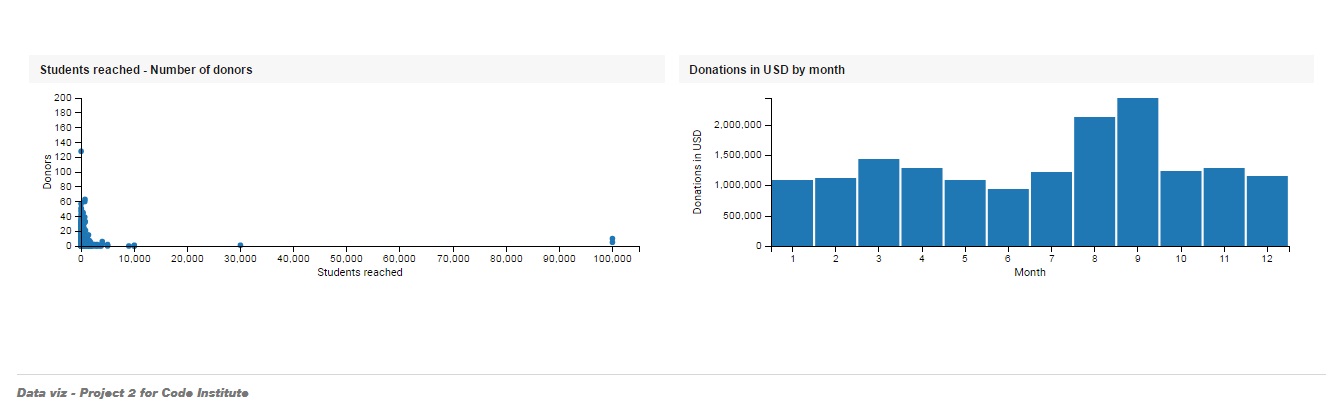 Students reached - Number of donors
200
180
160
140
120
100
80
60
40
20
0
Donors
0 10,000 20,000 30,000 40,000 50,000 60,000 70,000 80,000 90,000 100,000
Students reached
Donations in USD by month
2,000,000
1,500,000
1,000,000
500,000
0
Donations in USD
1 2 3 4 5 6 7 8 9 10 11 12
Month
Data viz - Project 2 for Code Institute